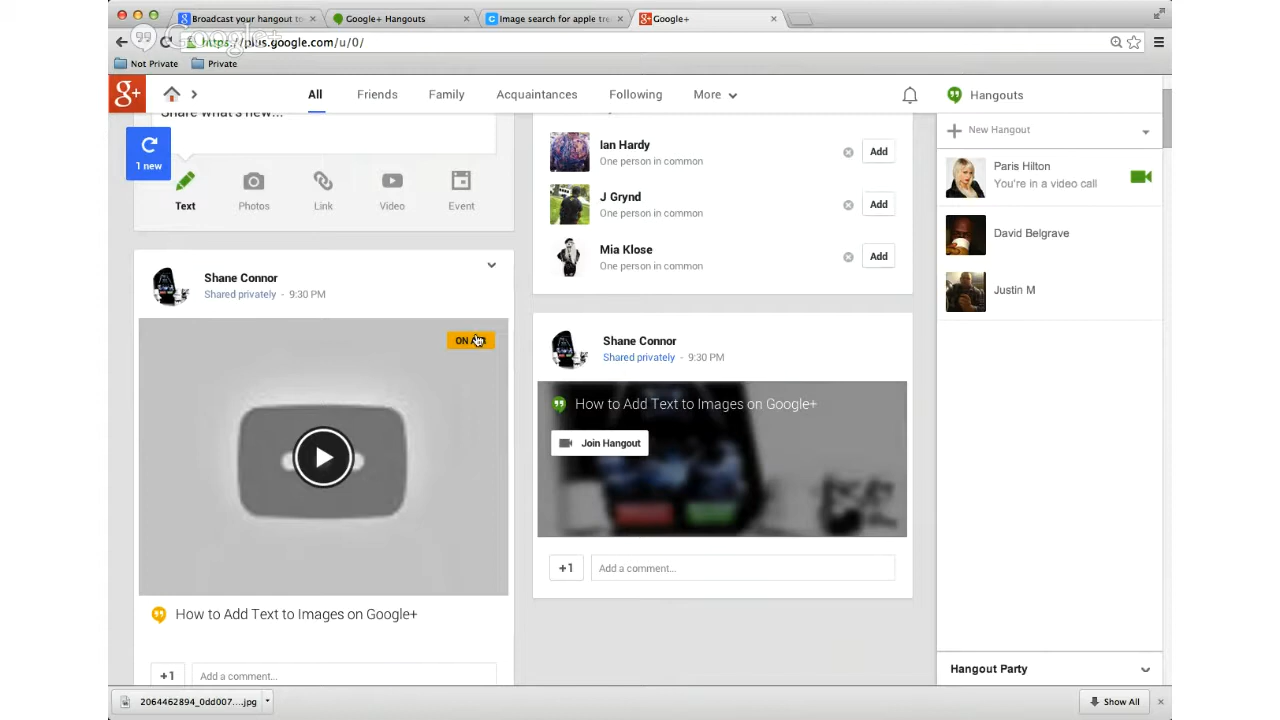 Broadcast your hangout to
Google+ Hangouts
Image search for apple tre
Google+
Google+
https://plus.google.com/u/0/
Not Private
Private
g+
All
Friends
Family
Acquaintances
Following
More
Hangouts
Share what's new...
1 new
Text
Photos
Link
Video
Event
Shane Connor
Shared privately - 9:30 PM
ON
How to Add Text to Images on Google+
+1
Add a comment...
Ian Hardy
One person in common
Add
J Grynd
One person in common
Add
Mia Klose
One person in common
Add
Shane Connor
Shared privately - 9:30 PM
How to Add Text to Images on Google+
Join Hangout
+1
Add a comment...
New Hangout
Paris Hilton
You're in a video call
David Belgrave
Justin M
Hangout Party
2064462894_0dd007....jpg
Show All